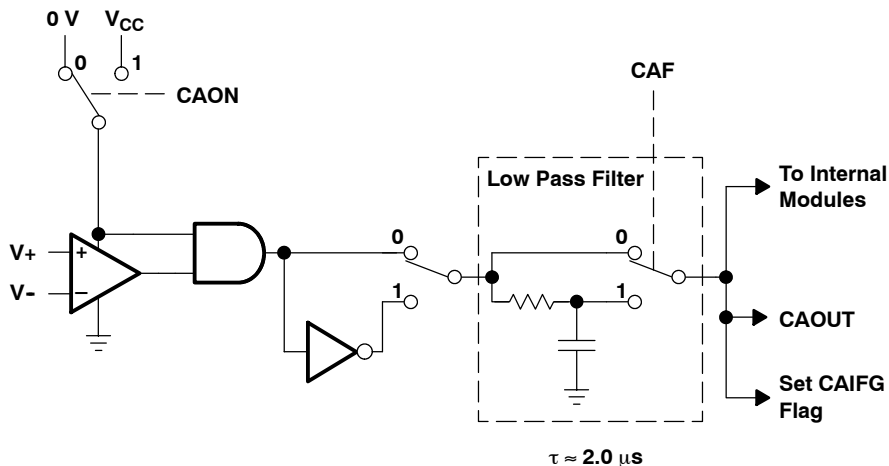 0 V VCC
0 1
CAON
CAF
Low Pass Filter
To Internal
Modules
V+ +
V- −
0
1
0
1
CAOUT
Set CAIFG
Flag
τ ≈ 2.0 μs